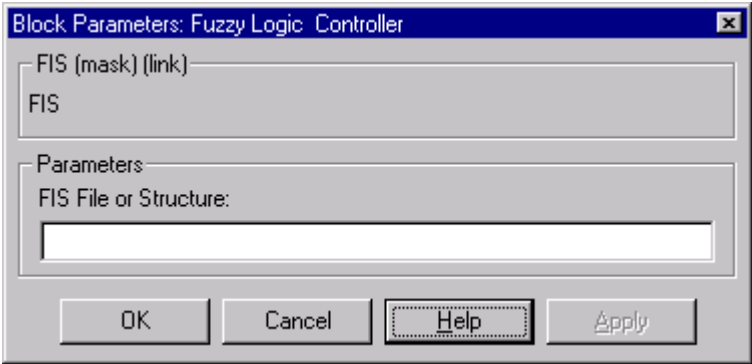 Block Parameters: Fuzzy Logic  Controller
FIS (mask) (link)
FIS
Parameters
FIS File or Structure:
OK Cancel Help Apply